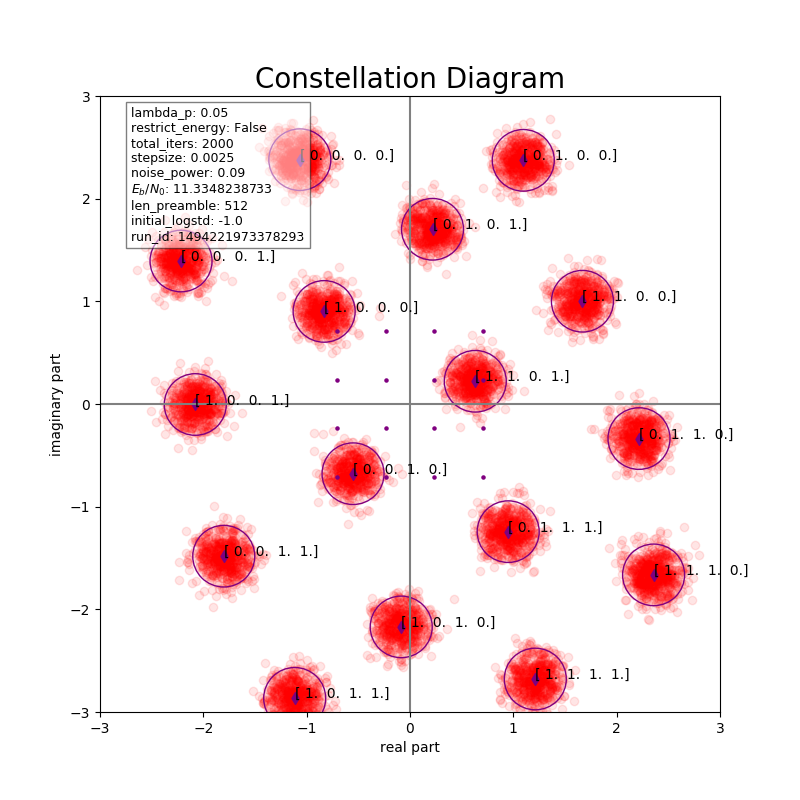 Constellation Diagram
lambda_p: 0.05
restrict_energy: False
total_iters: 2000
stepsize: 0.0025
noise_power: 0.09
E_b/N_0: 11.3348238733
len_preamble: 512
initial_logstd: -1.0
run_id: 1494221973378293
[ 0. 0. 0. 0.]
[ 0. 1. 0. 0.]
[ 0. 1. 0. 1.]
[ 0. 0. 0. 1.]
[ 1. 0. 0. 0.]
[ 1. 1. 0. 0.]
[ 1. 1. 0. 1.]
[ 1. 0. 0. 1.]
[ 0. 1. 1. 0.]
[ 0. 0. 1. 0.]
[ 0. 1. 1. 1.]
[ 0. 0. 1. 1.]
[ 1. 1. 1. 0.]
[ 1. 0. 1. 0.]
[ 1. 1. 1. 1.]
[ 1. 0. 1. 1.]
3
2
1
0
−1
−2
−3
imaginary part
−3 −2 −1 0 1 2 3
real part